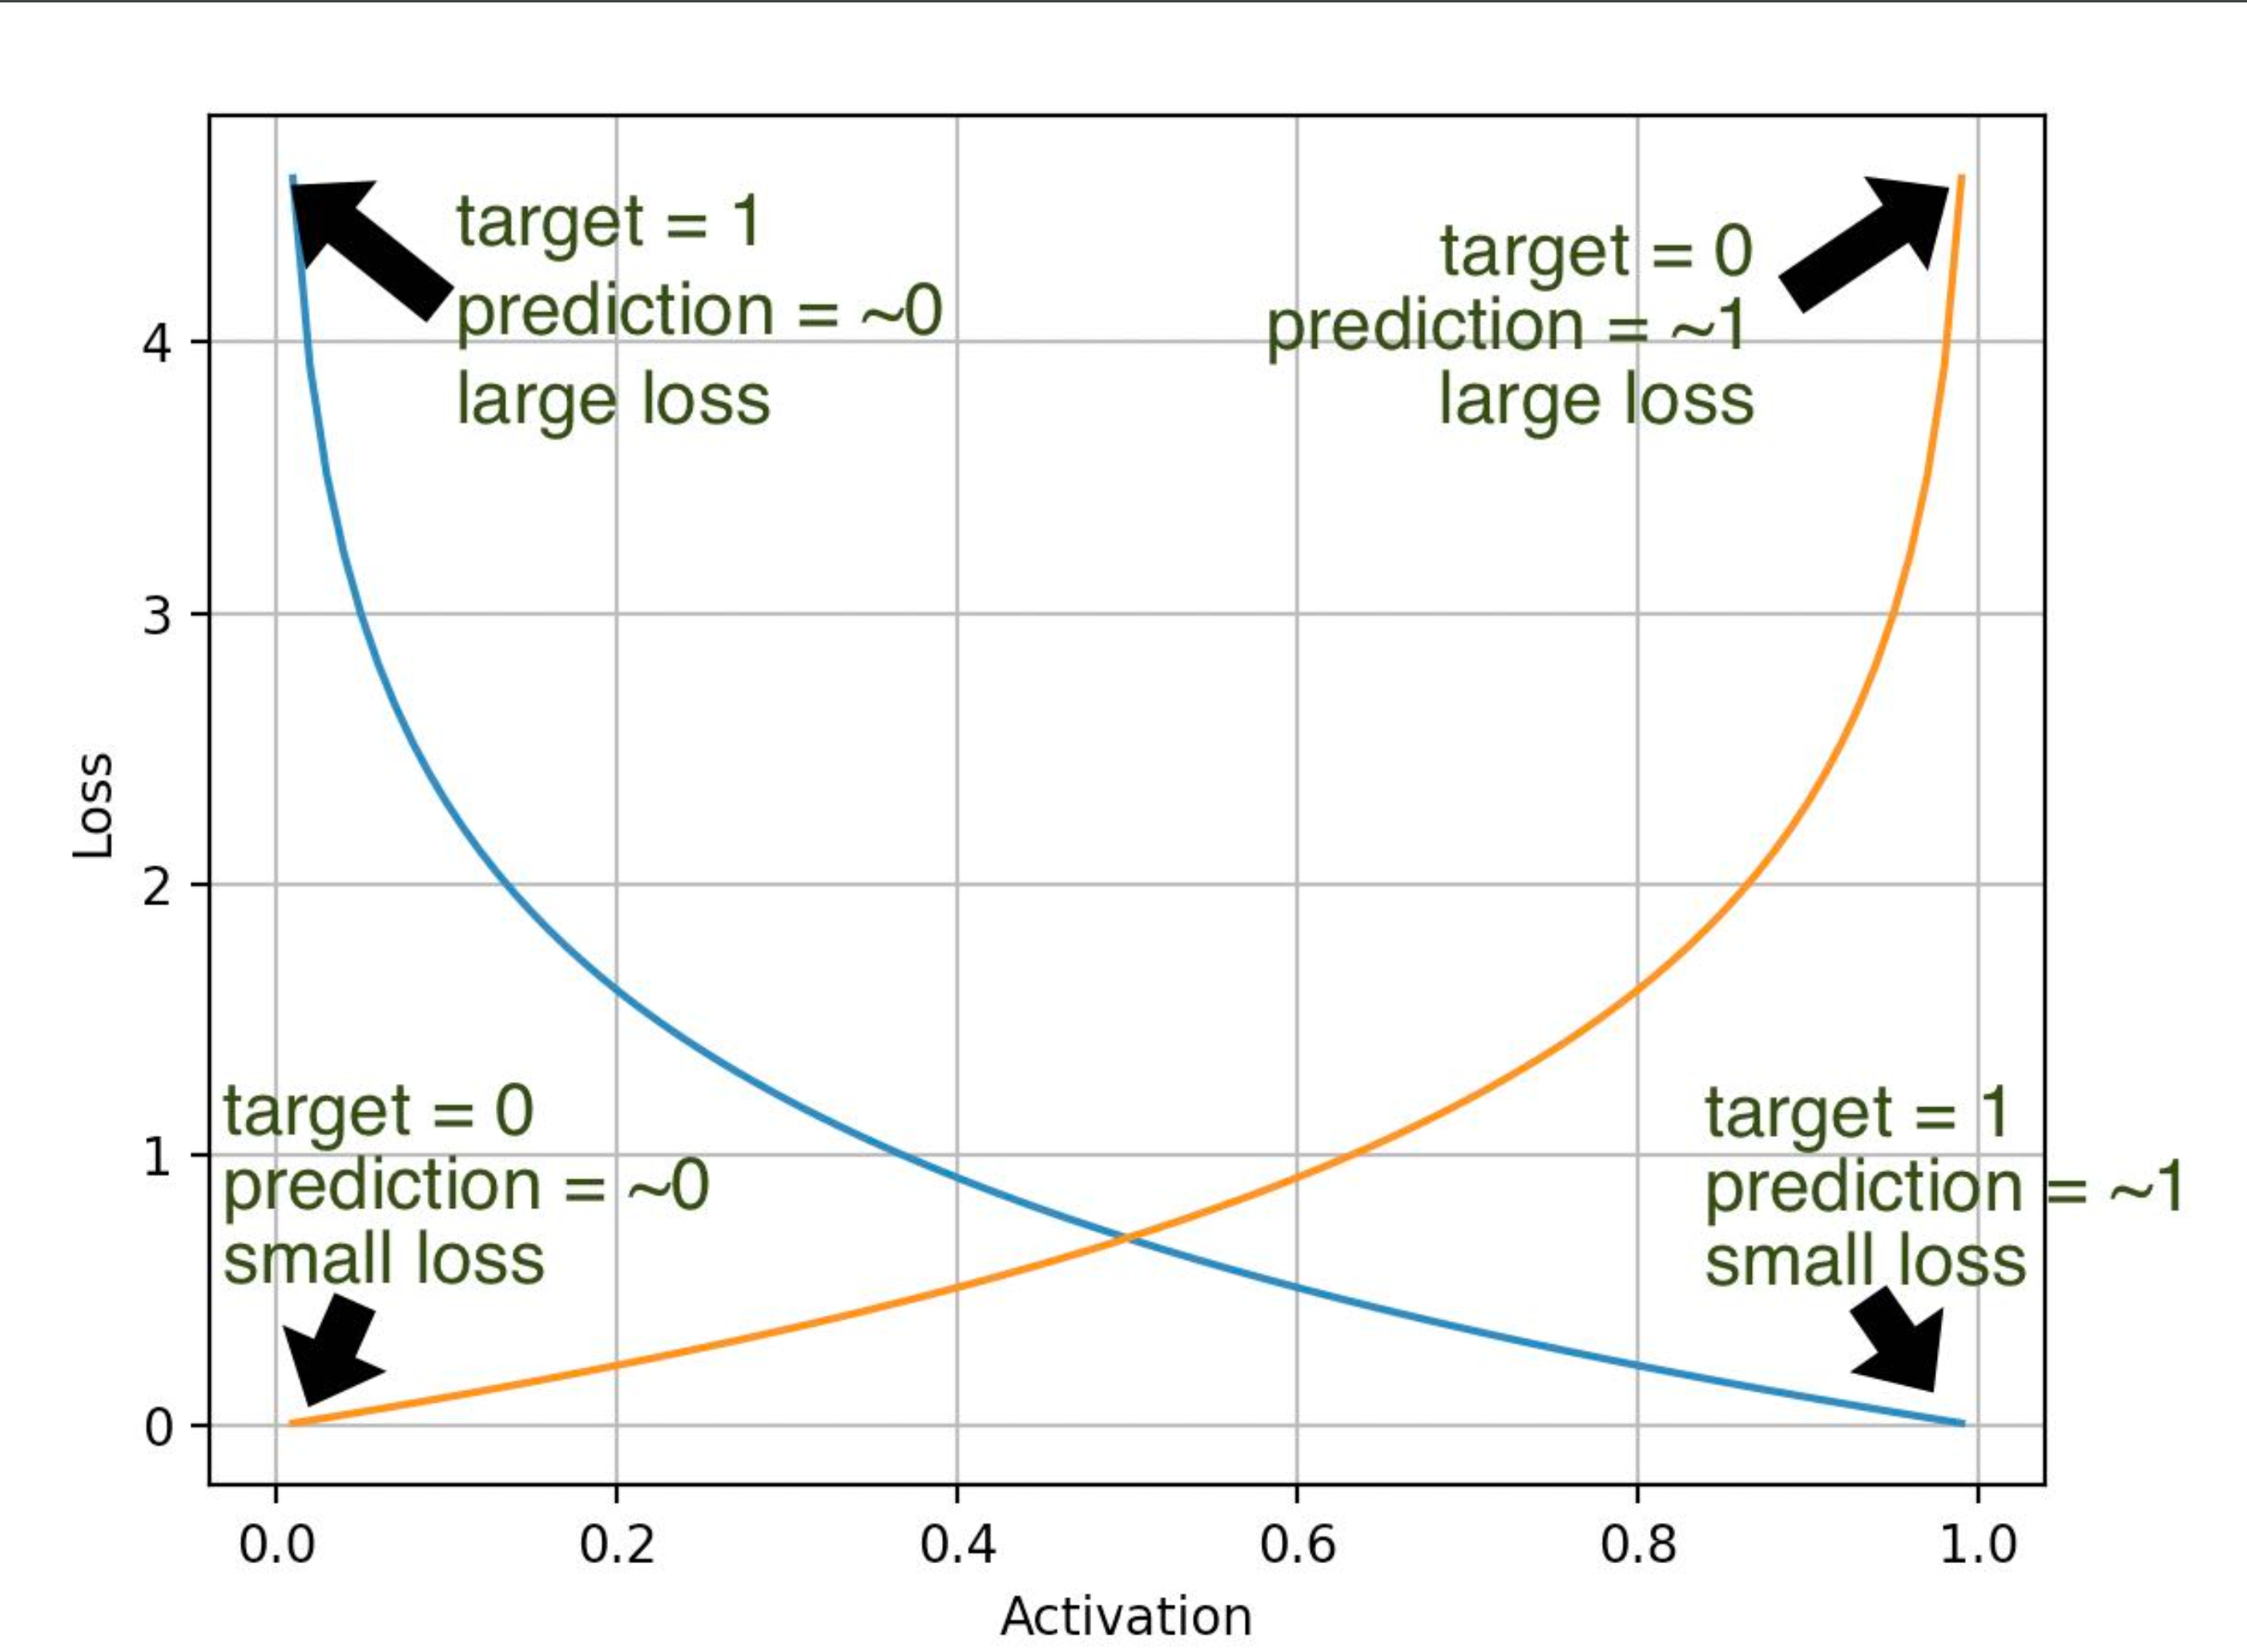 target = 1
prediction = ~0
large loss
target = 0
prediction = ~1
large loss
4
3
Loss
2
target = 0
prediction = ~0
small loss
target = 1
prediction = ~1
small loss
1
0
0.0 0.2 0.4 0.6 0.8 1.0
Activation